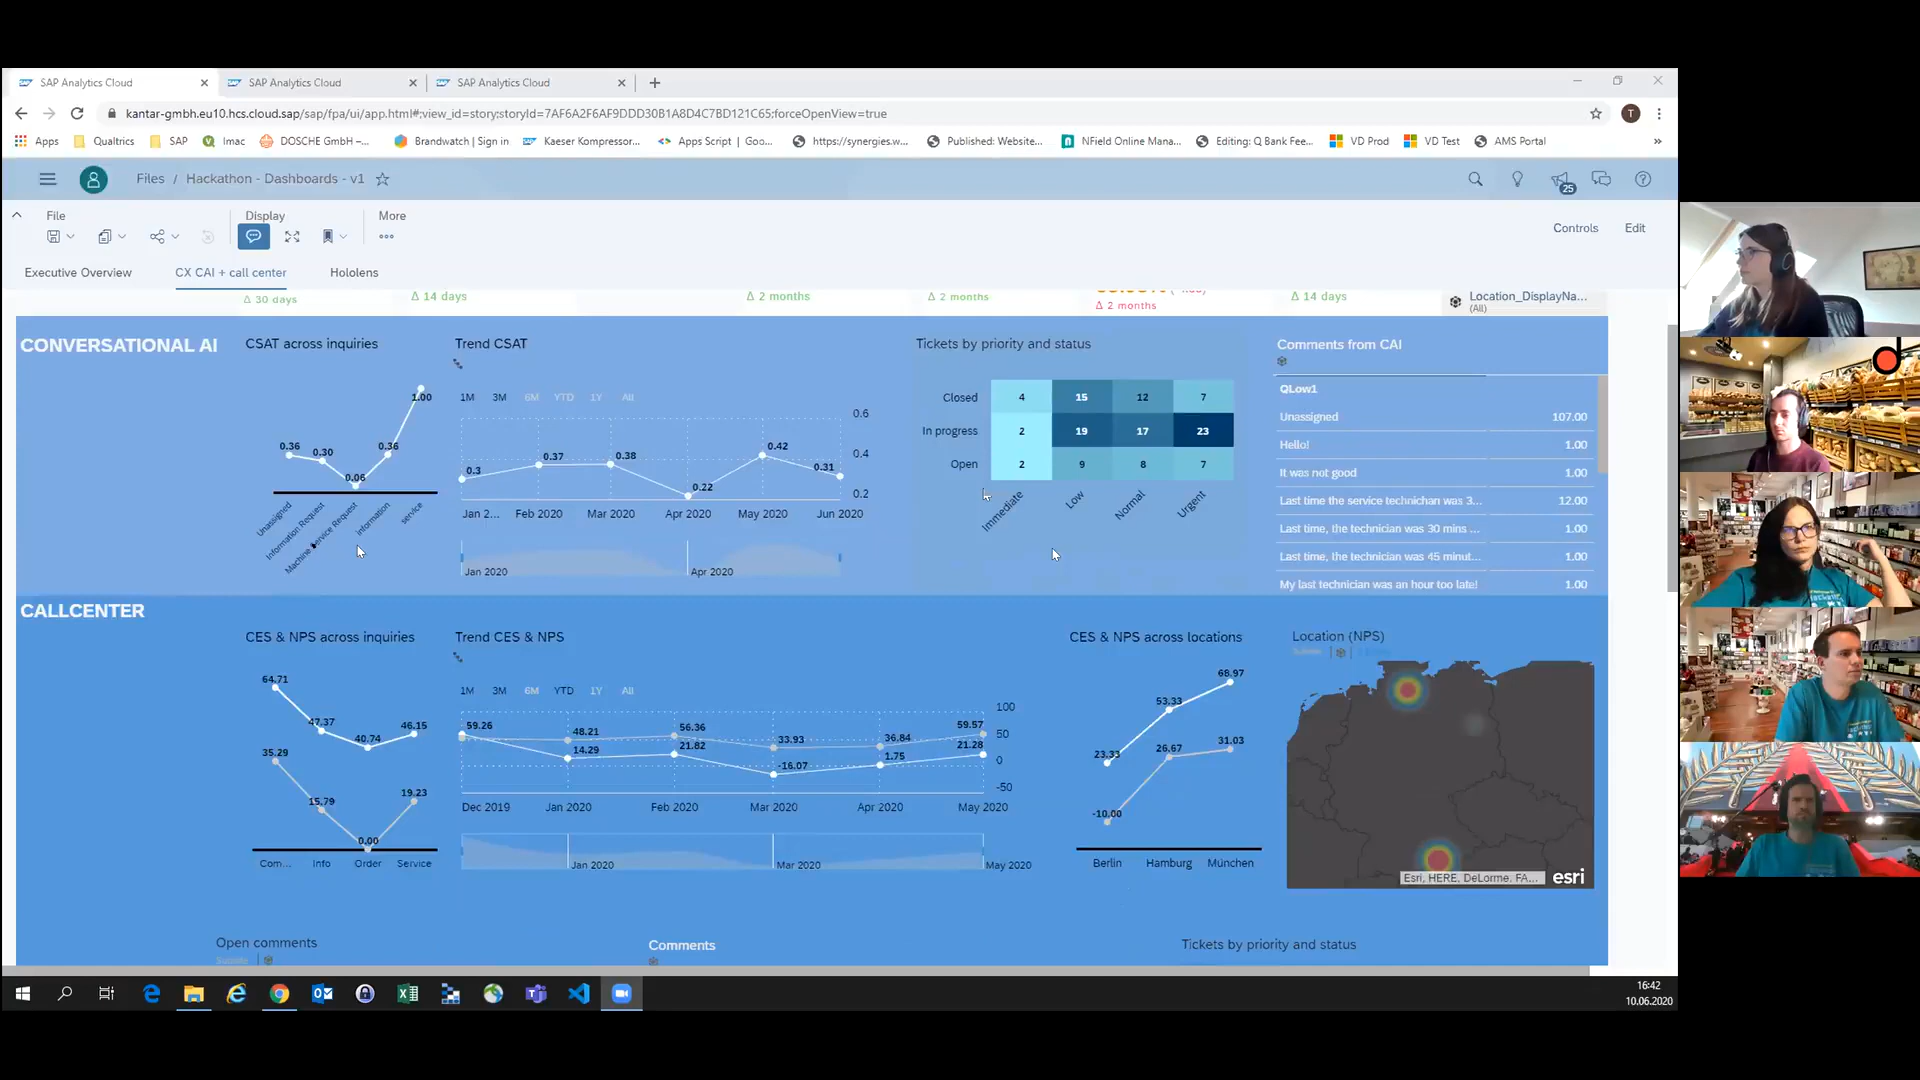 SAP Analytics Cloud
SAP Analytics Cloud
SAP Analytics Cloud
kantar-gmbh.eu10.hcs.cloud.sap/sap/fpa/ui/app.html#;view_id=story;storyId=7AF6A2F6AF9DDD30B1A8D4C7BD121C65;forceOpenView=true
T
Apps Qualtrics SAP Imac DOSCHE GmbH –... Brandwatch | Sign in Kaeser Kompressor... Apps Script | Goo... https://synergies.w... Published: Website... NField Online Mana... Editing: Q Bank Fee... VD Prod VD Test AMS Portal »
Files / Hackathon - Dashboards - v1
25
File Display More
Controls Edit
Executive Overview CX CAI + call center Hololens
Δ 30 days Δ 14 days Δ 2 months Δ 2 months Δ 2 months Δ 14 days
Location_DisplayNa...
(All)
CONVERSATIONAL AI
CSAT across inquiries
1.00
0.36 0.30 0.06 0.36
Unassigned
Information Request
Machine Service Request
Information
service
Trend CSAT
1M 3M 6M YTD 1Y All
0.6
0.4
0.2
0.3 0.37 0.38 0.22 0.42 0.31
Jan 2... Feb 2020 Mar 2020 Apr 2020 May 2020 Jun 2020
Jan 2020 Apr 2020
Tickets by priority and status
Closed 4 15 12 7
In progress 2 19 17 23
Open 2 9 8 7
Immediate Low Normal Urgent
Comments from CAI
QLow1
Unassigned 107.00
Hello! 1.00
It was not good 1.00
Last time the service technichan was 3... 12.00
Last time, the technician was 30 mins ... 1.00
Last time, the technician was 45 minut... 1.00
My last technician was an hour too late! 1.00
CALLCENTER
CES & NPS across inquiries
64.71 47.37 40.74 46.15
35.29 15.79 0.00 19.23
Com... Info Order Service
Trend CES & NPS
1M 3M 6M YTD 1Y All
100
50
0
-50
59.26 48.21 56.36 33.93 36.84 59.57
14.29 21.82 -16.07 1.75 21.28
Dec 2019 Jan 2020 Feb 2020 Mar 2020 Apr 2020 May 2020
Jan 2020 Mar 2020 May 2020
CES & NPS across locations
23.33 53.33 68.97
-10.00 26.67 31.03
Berlin Hamburg München
Location (NPS)
Esri, HERE, DeLorme, FA...
esri
Open comments
Comments
Tickets by priority and status
16:42
10.06.2020